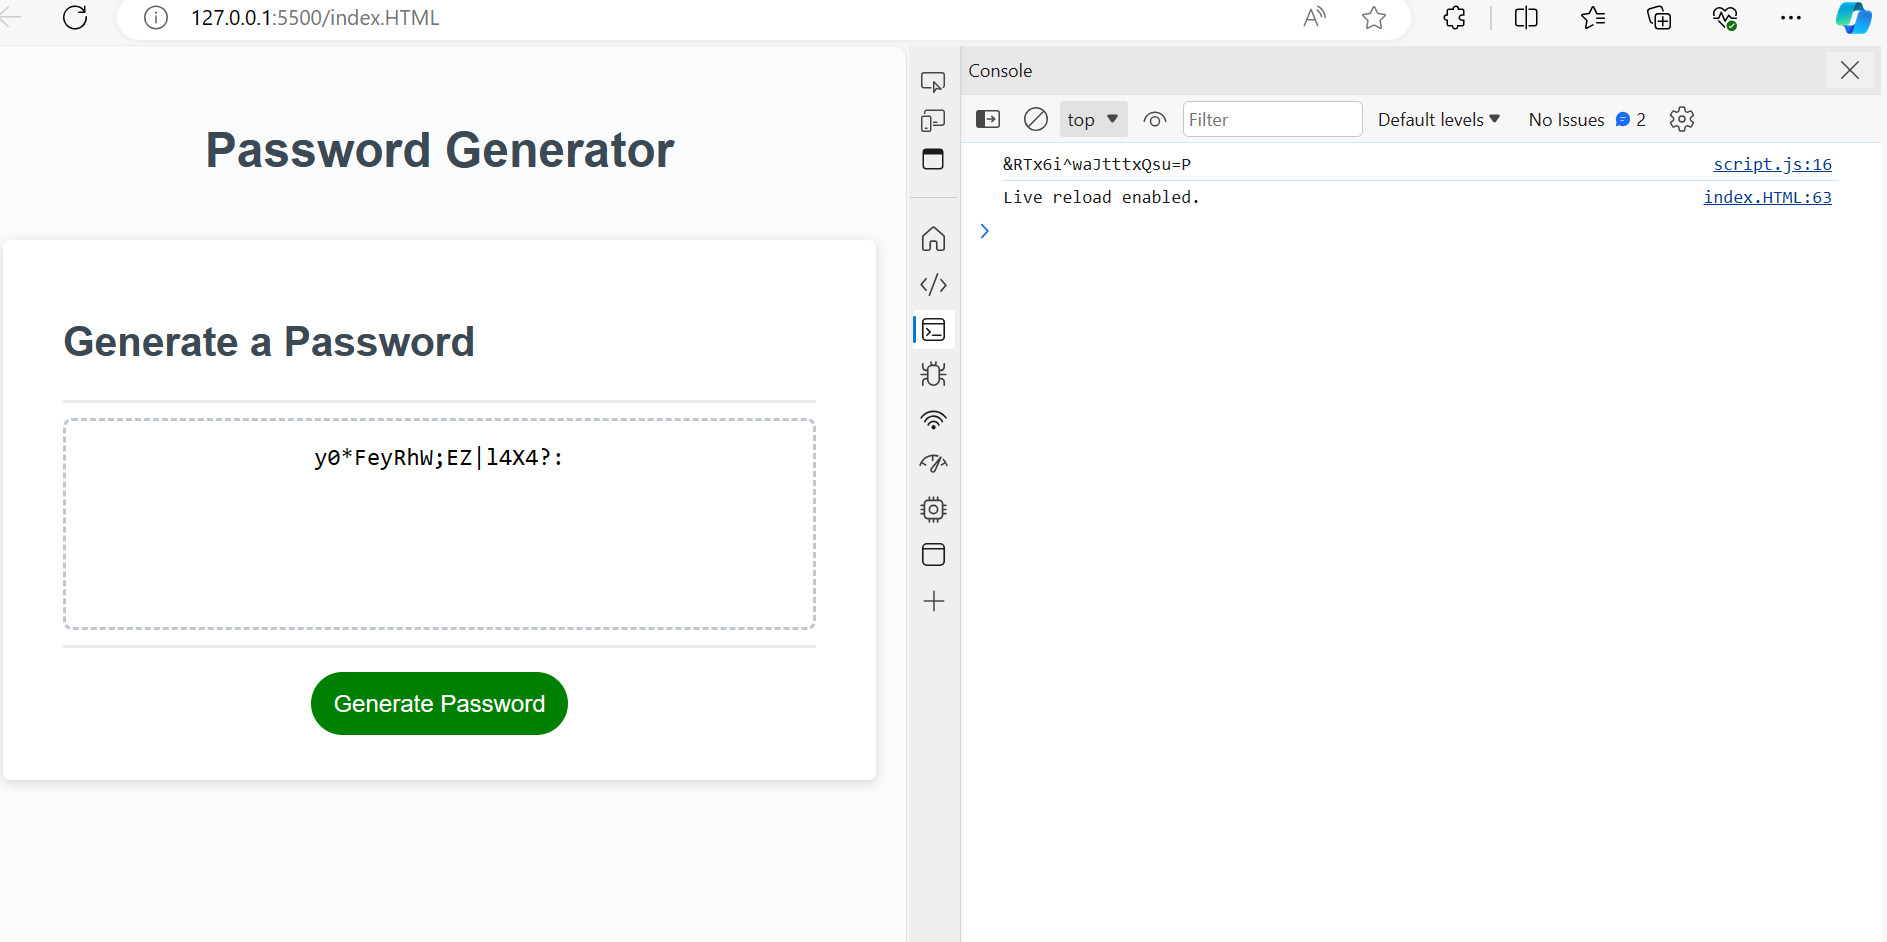 127.0.0.1:5500/index.HTML
Password Generator
Generate a Password
y0*FeyRhW;EZ|l4X4?:
Generate Password
Console
top
Filter
Default levels
No Issues
2
&RTx6i^waJtttxQsu=P
script.js:16
Live reload enabled.
index.HTML:63